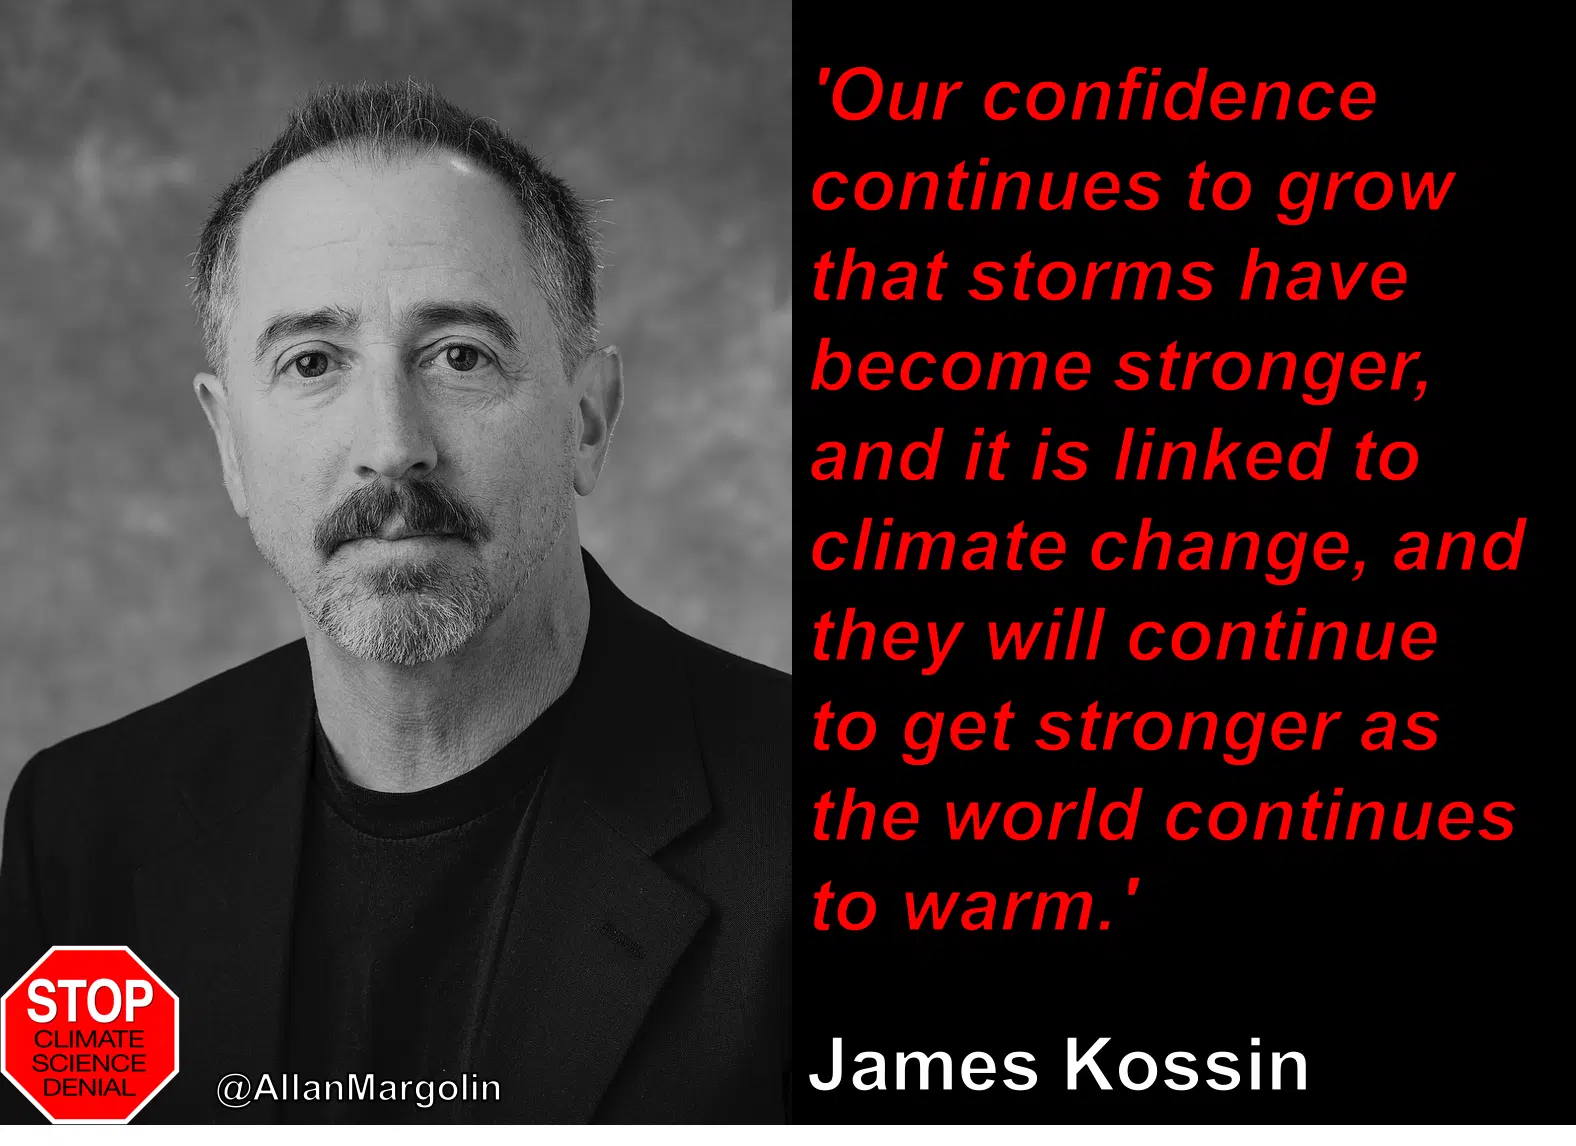 'Our confidence
continues to grow
that storms have
become stronger,
and it is linked to
climate change, and
they will continue
to get stronger as
the world continues
to warm.'
James Kossin
STOP
CLIMATE
SCIENCE
DENIAL
@AllanMargolin